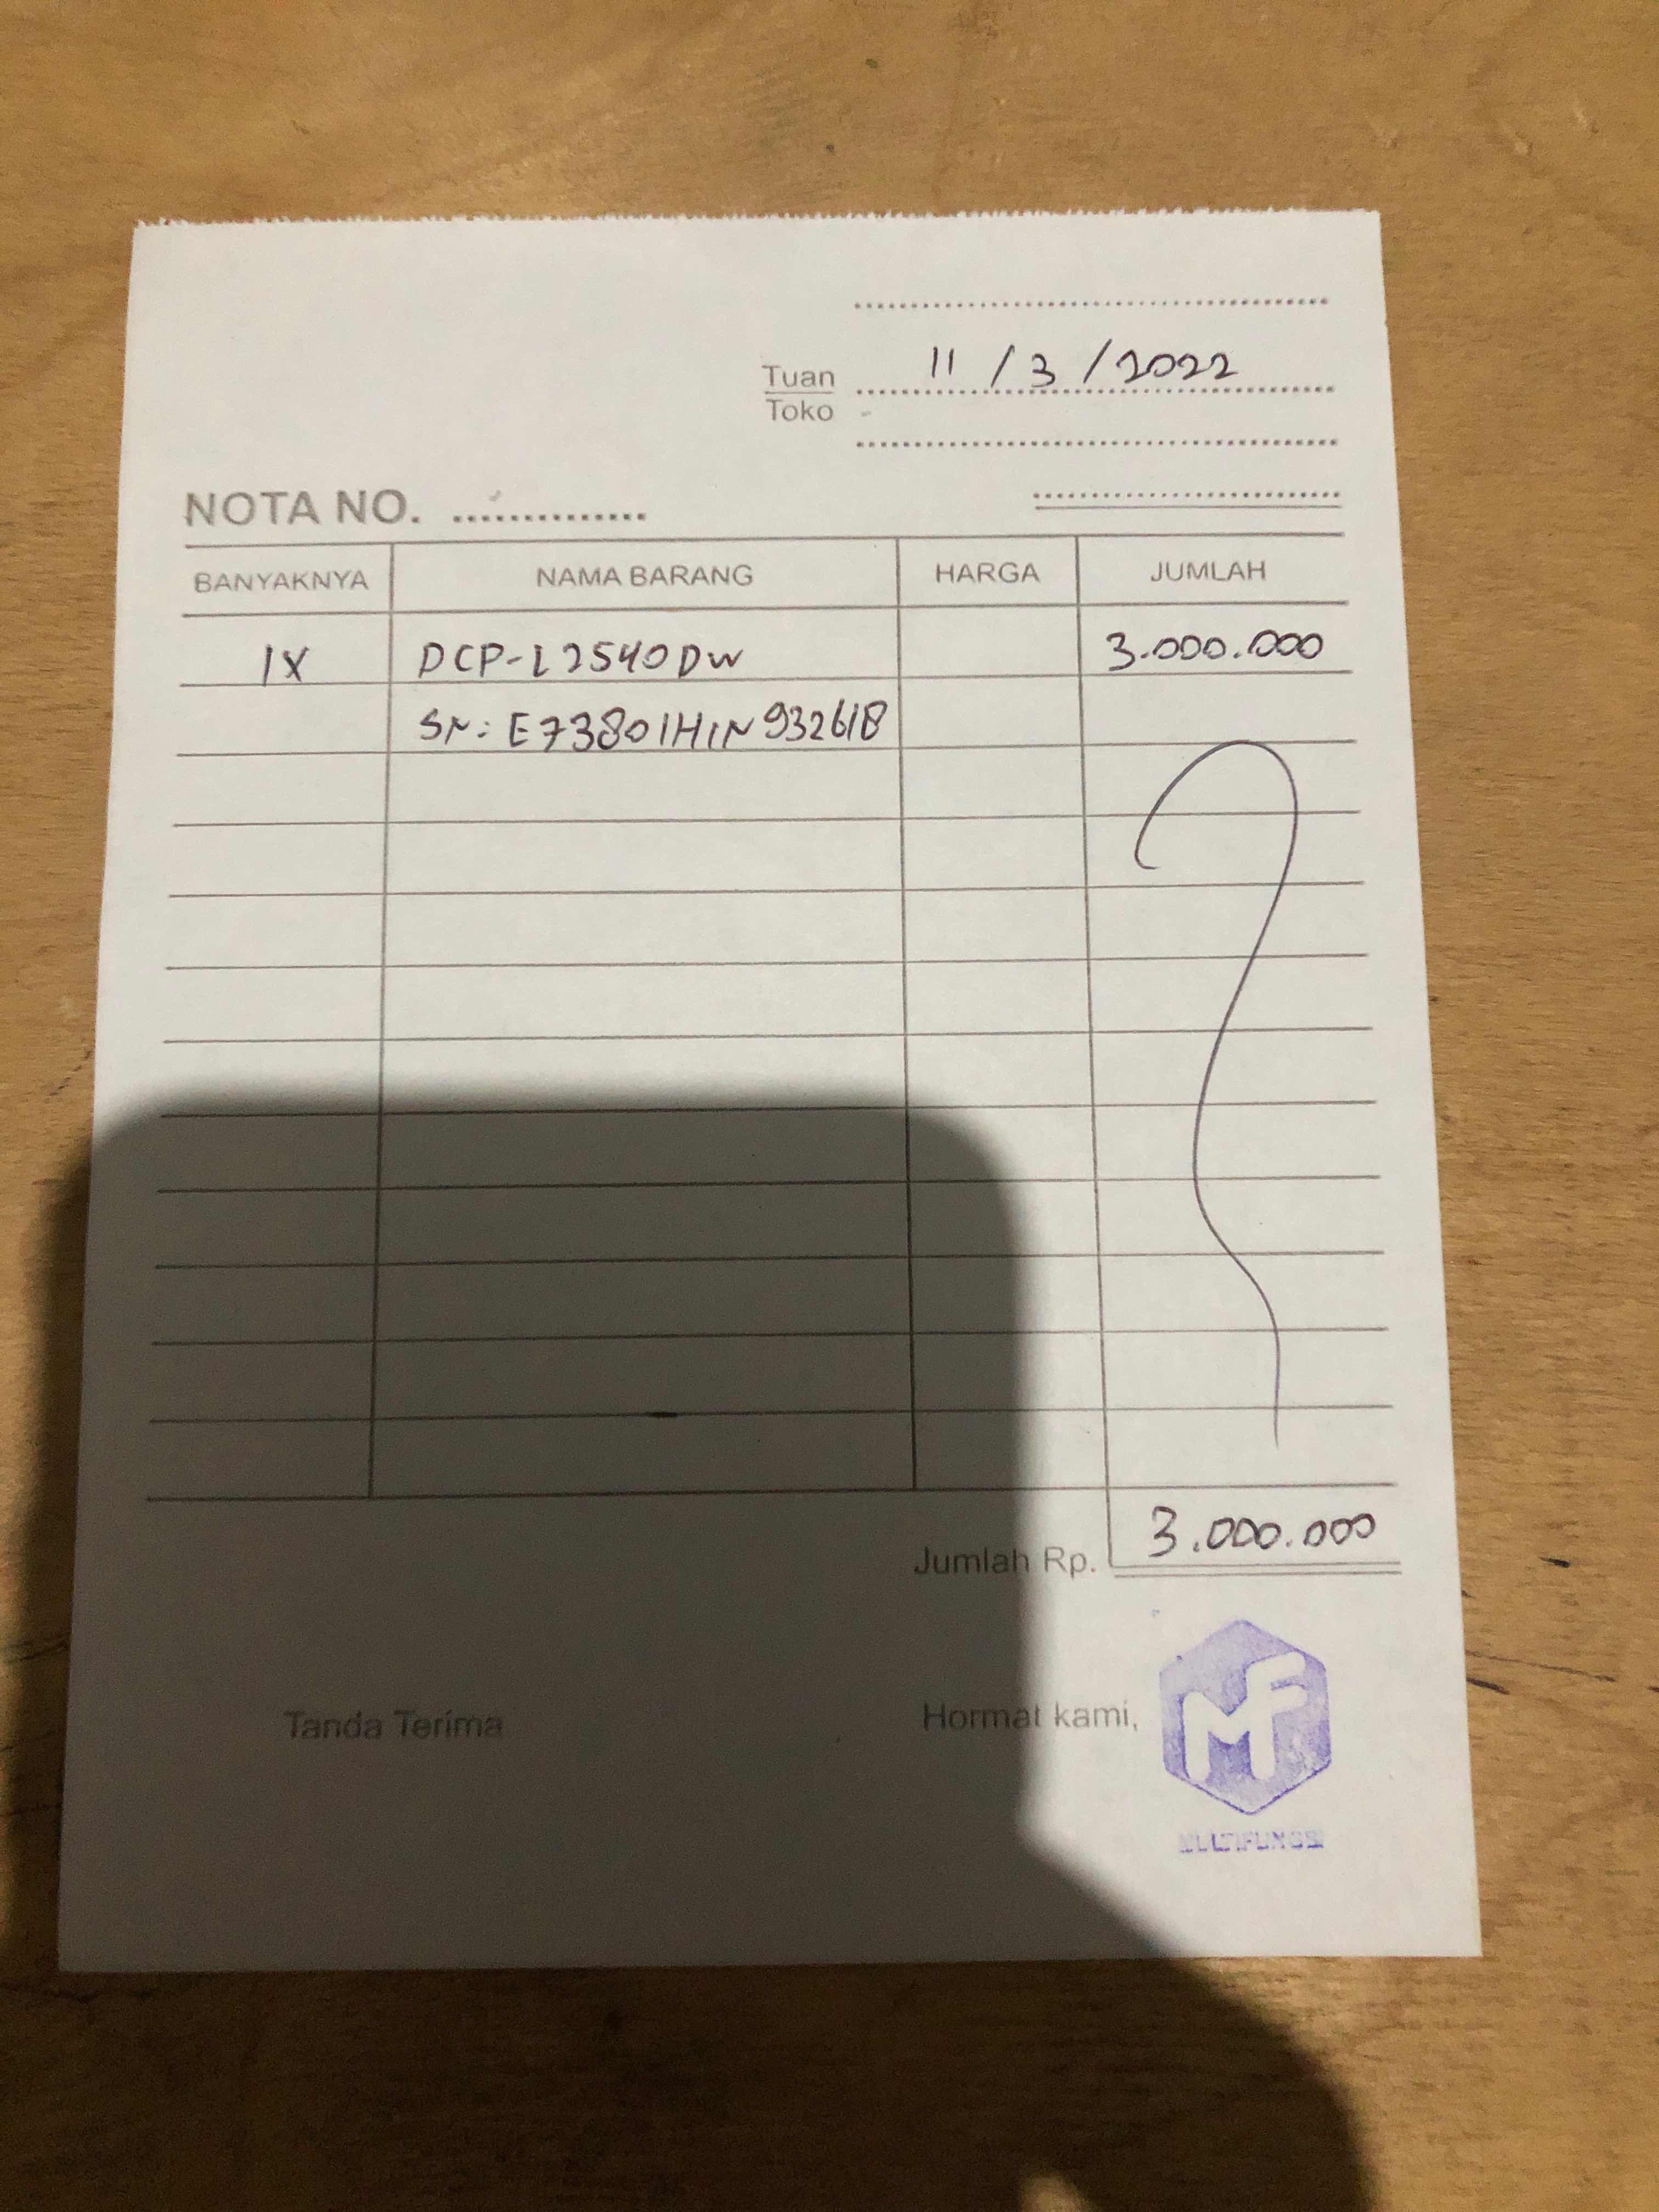 11 / 3 / 2022
Tuan
Toko
NOTA NO. ..............
BANYAKNYA NAMA BARANG HARGA JUMLAH
1X DCP-L2540DW 3.000.000
SN: E73801H1N932618
Jumlah Rp. 3.000.000
Tanda Terima Hormat kami,
MF
MULTIFUNGSI